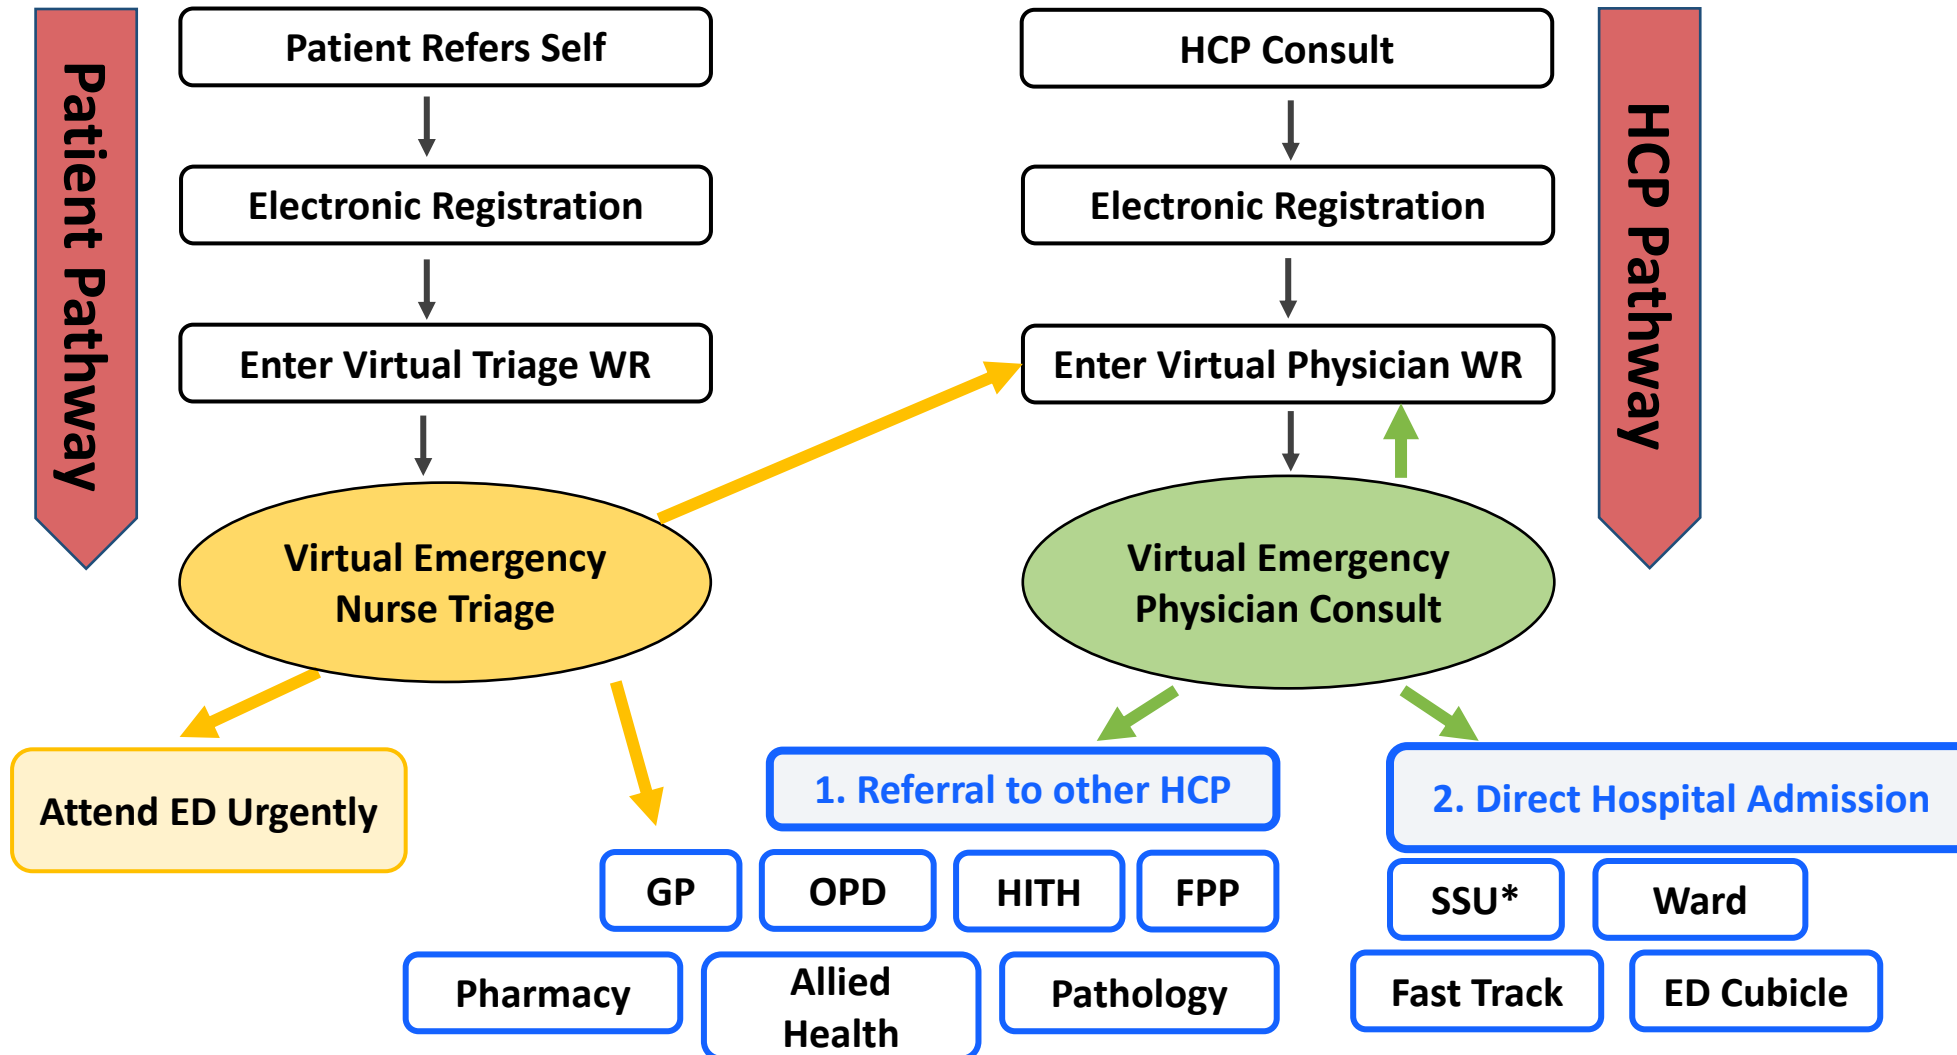 Patient Pathway
Patient Refers Self
HCP Consult
HCP Pathway
Electronic Registration
Electronic Registration
Enter Virtual Triage WR
Enter Virtual Physician WR
Virtual Emergency
Nurse Triage
Virtual Emergency
Physician Consult
Attend ED Urgently
1. Referral to other HCP
2. Direct Hospital Admission
GP
OPD
HITH
FPP
SSU*
Ward
Pharmacy
Allied
Health
Pathology
Fast Track
ED Cubicle